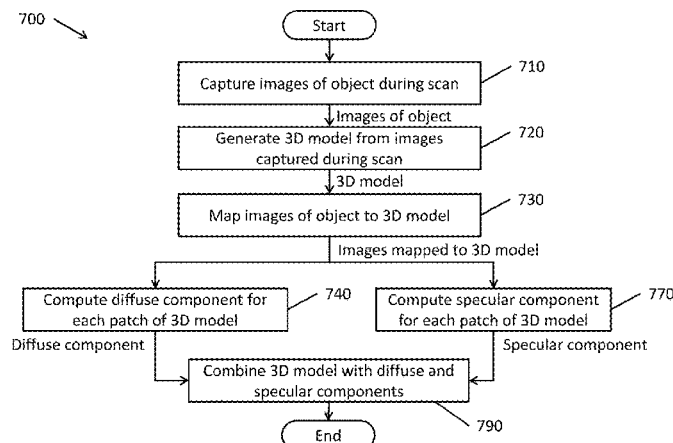 700
Start
Capture images of object during scan
710
Images of object
Generate 3D model from images
captured during scan
720
3D model
Map images of object to 3D model
730
Images mapped to 3D model
Compute diffuse component for
each patch of 3D model
740
Compute specular component
for each patch of 3D model
770
Diffuse component
Specular component
Combine 3D model with diffuse and
specular components
790
End